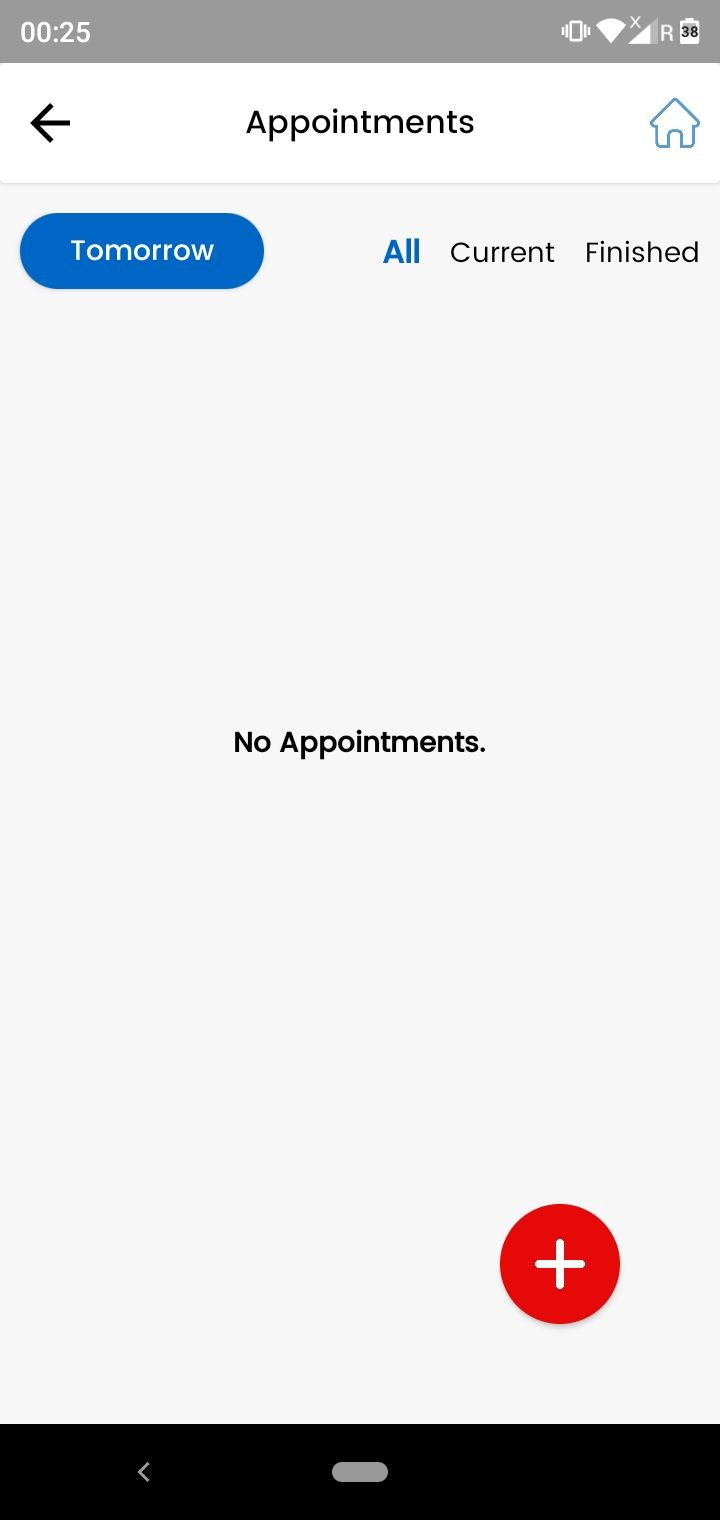 00:25
X R 38
Appointments
Tomorrow All Current Finished
No Appointments.